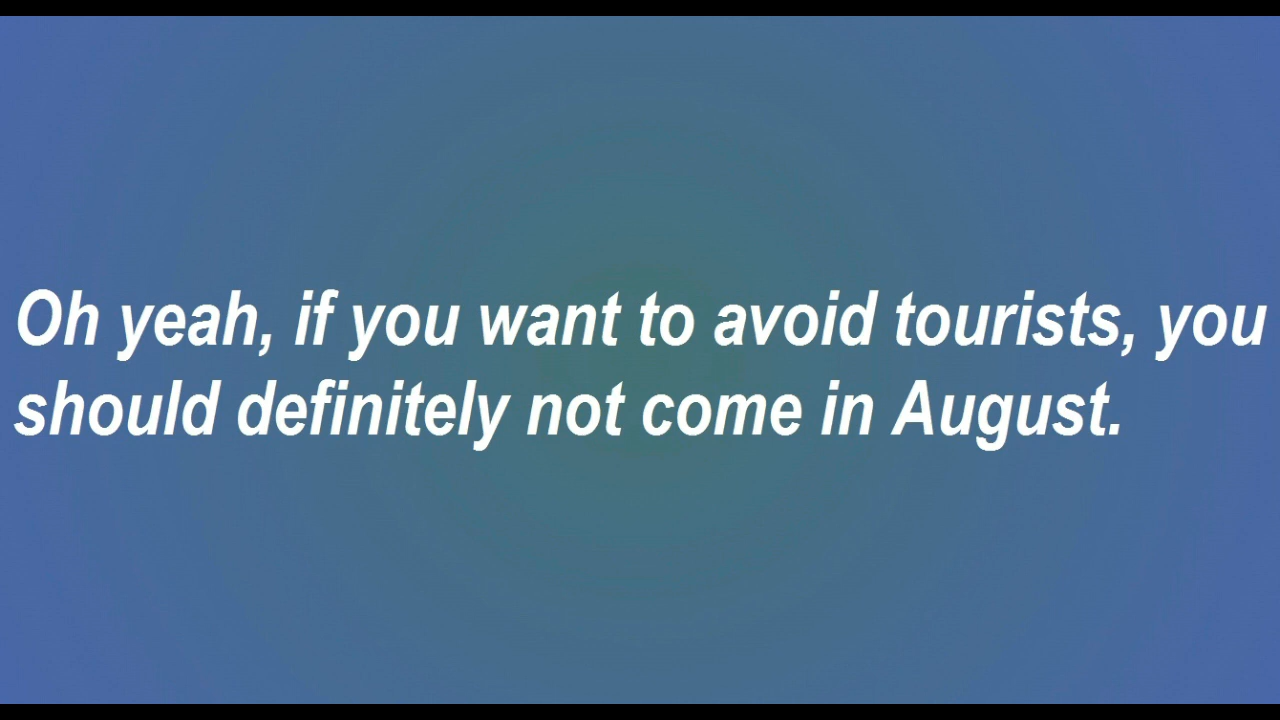 Oh yeah, if you want to avoid tourists, you
should definitely not come in August.